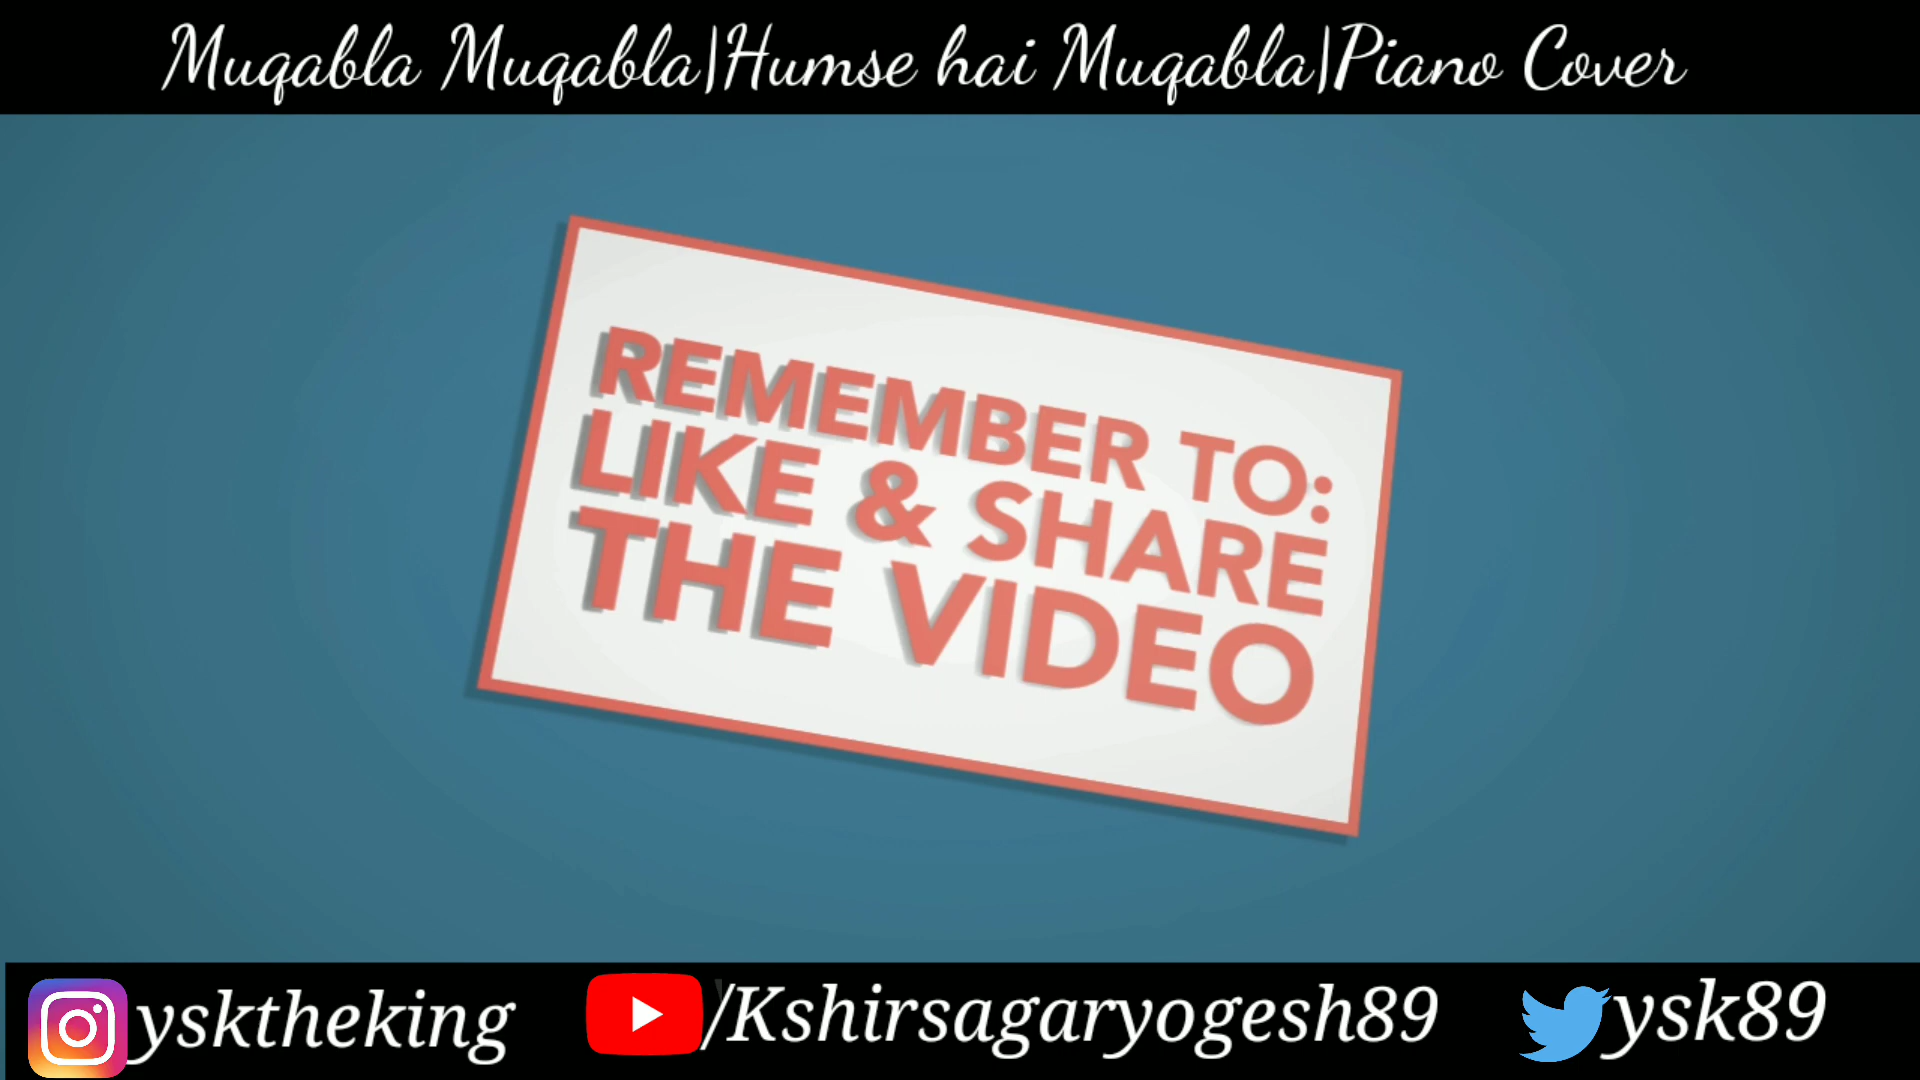 Muqabla Muqabla|Humse hai Muqabla|Piano Cover
REMEMBER TO:
LIKE & SHARE
THE VIDEO
ysktheking /Kshirsagaryogesh89 ysk89